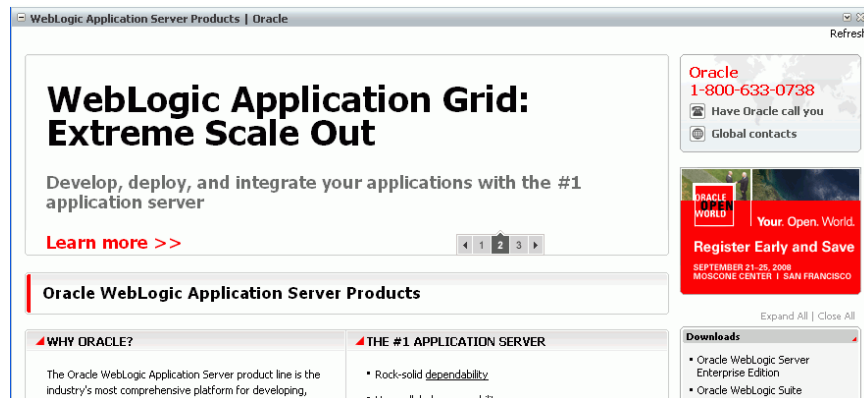 WebLogic Application Server Products | Oracle
Refresh
WebLogic Application Grid:
Extreme Scale Out
Develop, deploy, and integrate your applications with the #1
application server
Learn more >>
1 2 3
Oracle WebLogic Application Server Products
WHY ORACLE?
The Oracle WebLogic Application Server product line is the
industry's most comprehensive platform for developing,
THE #1 APPLICATION SERVER
• Rock-solid dependability
Oracle
1-800-633-0738
Have Oracle call you
Global contacts
ORACLE
OPEN
WORLD
Your. Open. World.
Register Early and Save
SEPTEMBER 21-25, 2008
MOSCONE CENTER | SAN FRANCISCO
Expand All | Close All
Downloads
• Oracle WebLogic Server
Enterprise Edition
• Oracle WebLogic Suite